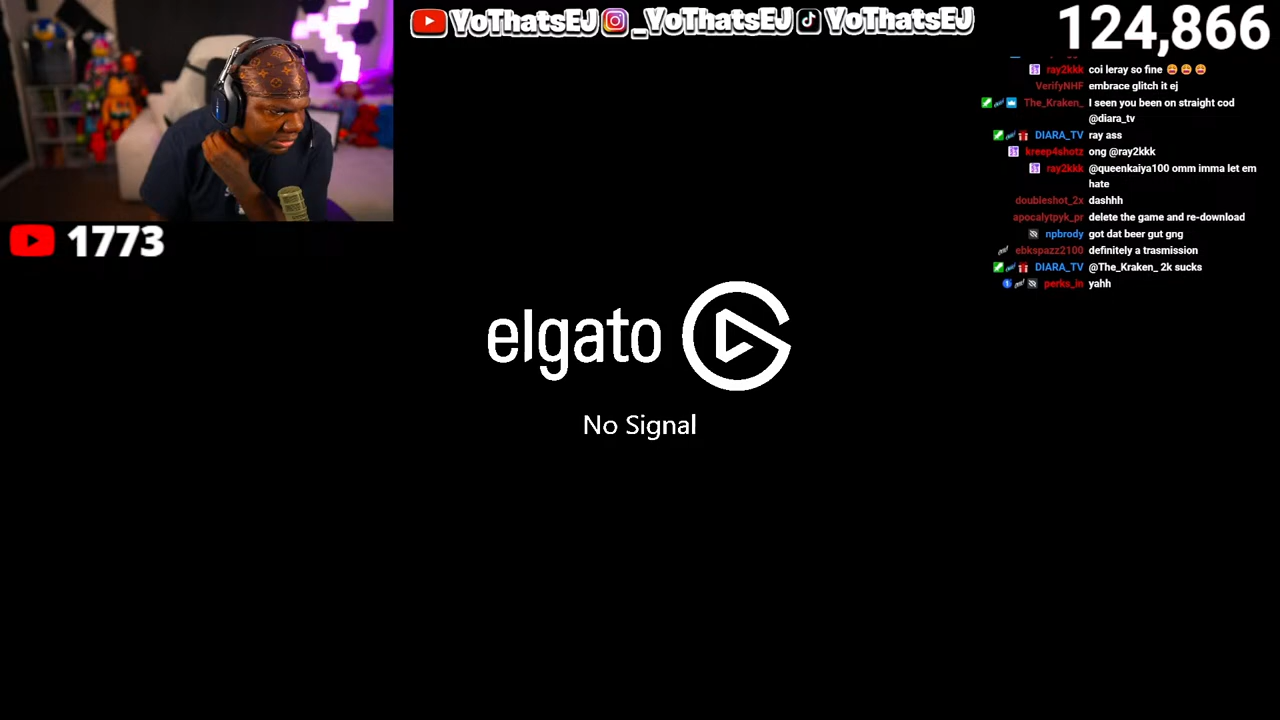 YoThatsEJ _YoThatsEJ YoThatsEJ
124,866
ray2kkk coi leray so fine 😩 😩 😩
VerifyNHF embrace glitch it ej
The_Kraken_ I seen you been on straight cod
@diara_tv
DIARA_TV ray ass
kreep4shotz ong @ray2kkk
ray2kkk @queenkaiya100 omm imma let em
hate
doubleshot_2x dashhh
apocalytpyk_pr delete the game and re-download
npbrody got dat beer gut gng
ebkspazz2100 definitely a trasmission
DIARA_TV @The_Kraken_ 2k sucks
perks_in yahh
1773
elgato
No Signal